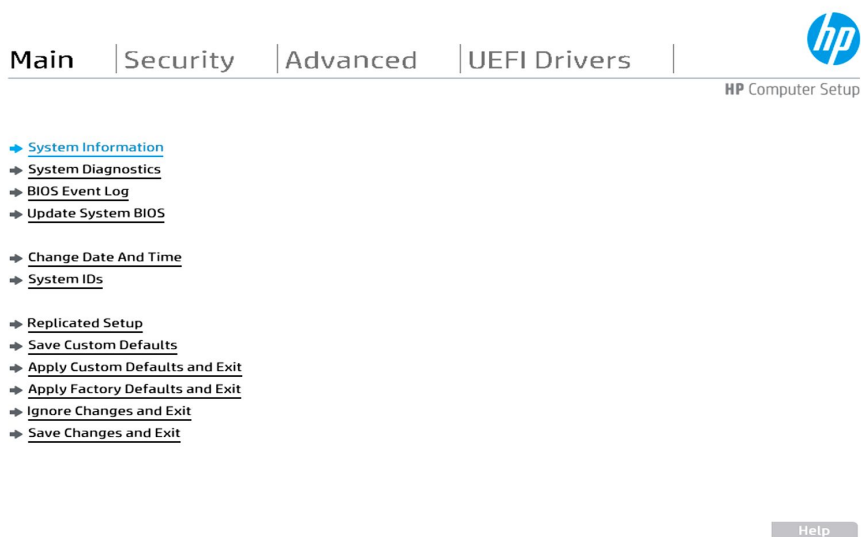 hp
Main Security Advanced UEFI Drivers
HP Computer Setup
System Information
System Diagnostics
BIOS Event Log
Update System BIOS
Change Date And Time
System IDs
Replicated Setup
Save Custom Defaults
Apply Custom Defaults and Exit
Apply Factory Defaults and Exit
Ignore Changes and Exit
Save Changes and Exit
Help